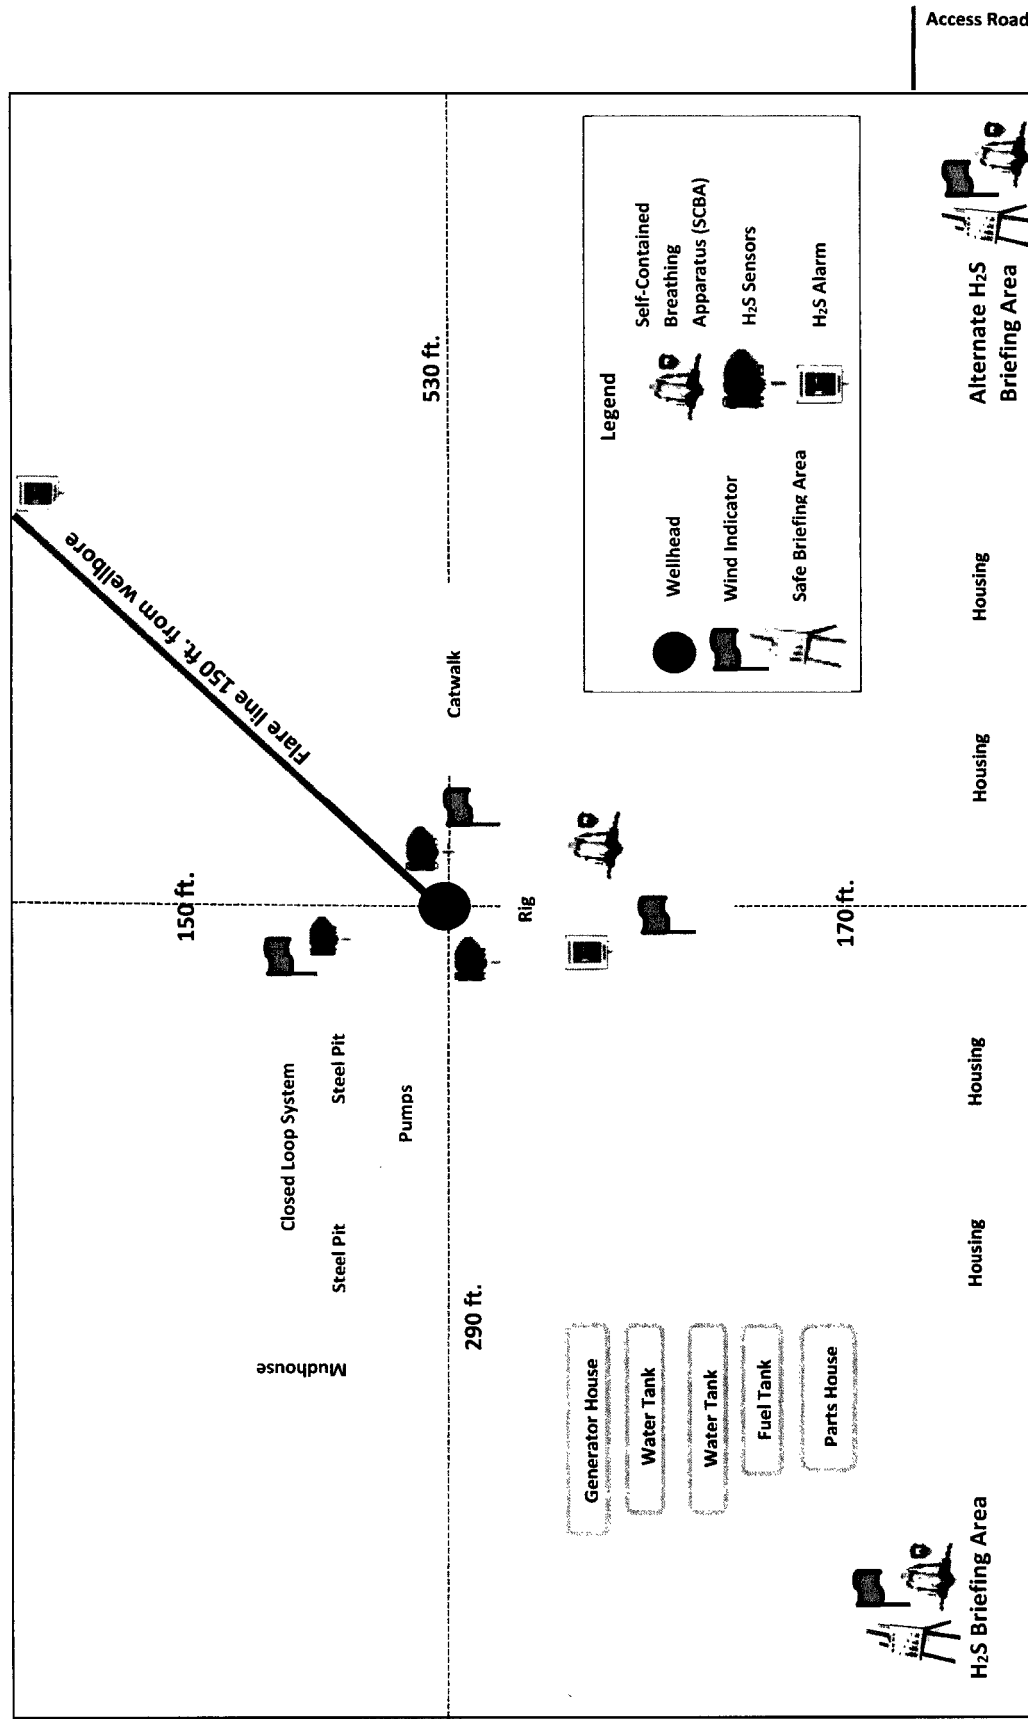 Access Road
530 ft.
Flare line 150 ft. from wellbore
Catwalk
150 ft.
Rig
170 ft.
Closed Loop System
Steel Pit
Steel Pit
Pumps
Mudhouse
290 ft.
Generator House
Water Tank
Water Tank
Fuel Tank
Parts House
Housing
Housing
Housing
Housing
H₂S Briefing Area
Alternate H₂S
Briefing Area
Legend
Wellhead
Wind Indicator
Safe Briefing Area
Self-Contained
Breathing
Apparatus (SCBA)
H₂S Sensors
H₂S Alarm